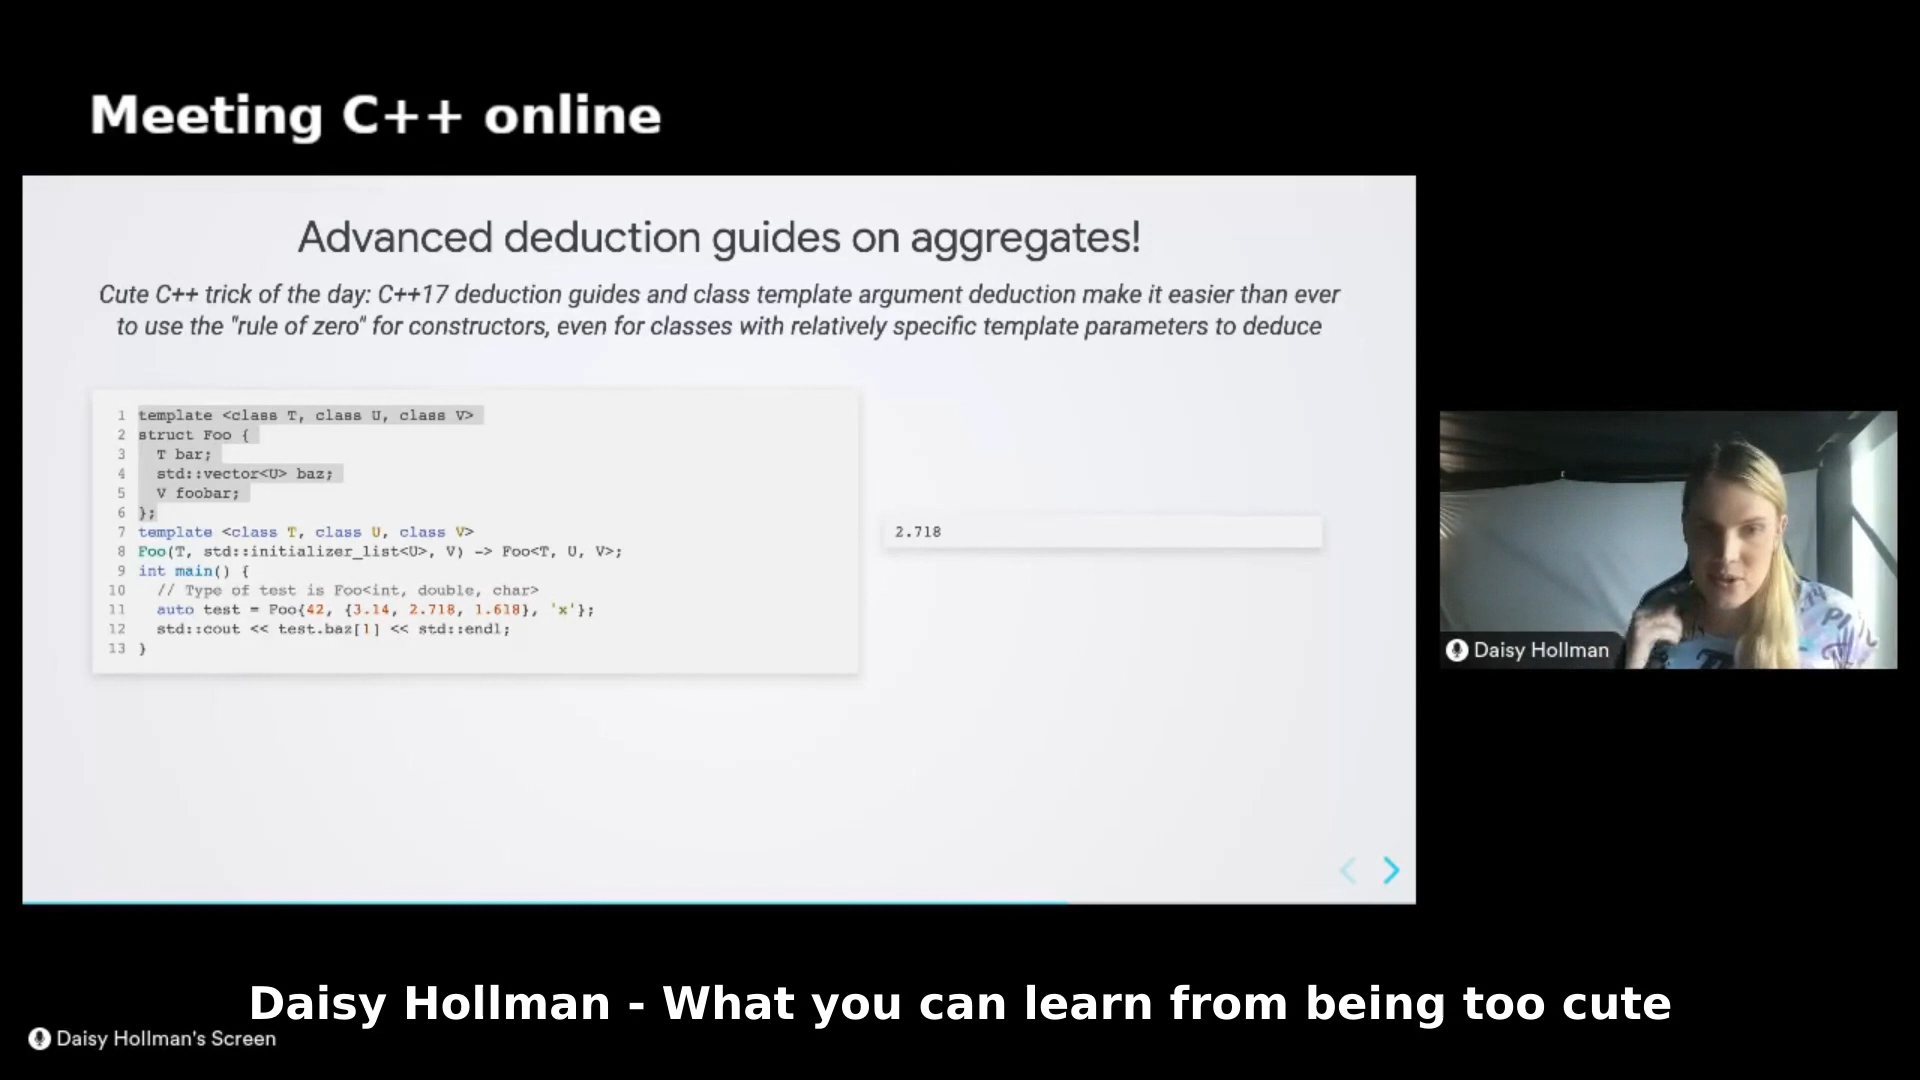 Meeting C++ online
Advanced deduction guides on aggregates!
Cute C++ trick of the day: C++17 deduction guides and class template argument deduction make it easier than ever
to use the "rule of zero" for constructors, even for classes with relatively specific template parameters to deduce
1 template <class T, class U, class V>
2 struct Foo {
3   T bar;
4   std::vector<U> baz;
5   V foobar;
6 };
7 template <class T, class U, class V>
8 Foo(T, std::initializer_list<U>, V) -> Foo<T, U, V>;
9 int main() {
10   // Type of test is Foo<int, double, char>
11   auto test = Foo{42, {3.14, 2.718, 1.618}, 'x'};
12   std::cout << test.baz[1] << std::endl;
13 }
2.718
Daisy Hollman
Daisy Hollman - What you can learn from being too cute
Daisy Hollman's Screen